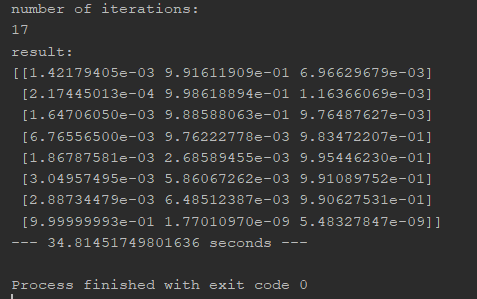 number of iterations:
17
result:
[[1.42179405e-03 9.91611909e-01 6.96629679e-03]
[2.17445013e-04 9.98618894e-01 1.16366069e-03]
[1.64706050e-03 9.88588063e-01 9.76487627e-03]
[6.76556500e-03 9.76222778e-03 9.83472207e-01]
[1.86787581e-03 2.68589455e-03 9.95446230e-01]
[3.04957495e-03 5.86067262e-03 9.91089752e-01]
[2.88734479e-03 6.48512387e-03 9.90627531e-01]
[9.99999993e-01 1.77010970e-09 5.48327847e-09]]
--- 34.81451749801636 seconds ---
Process finished with exit code 0